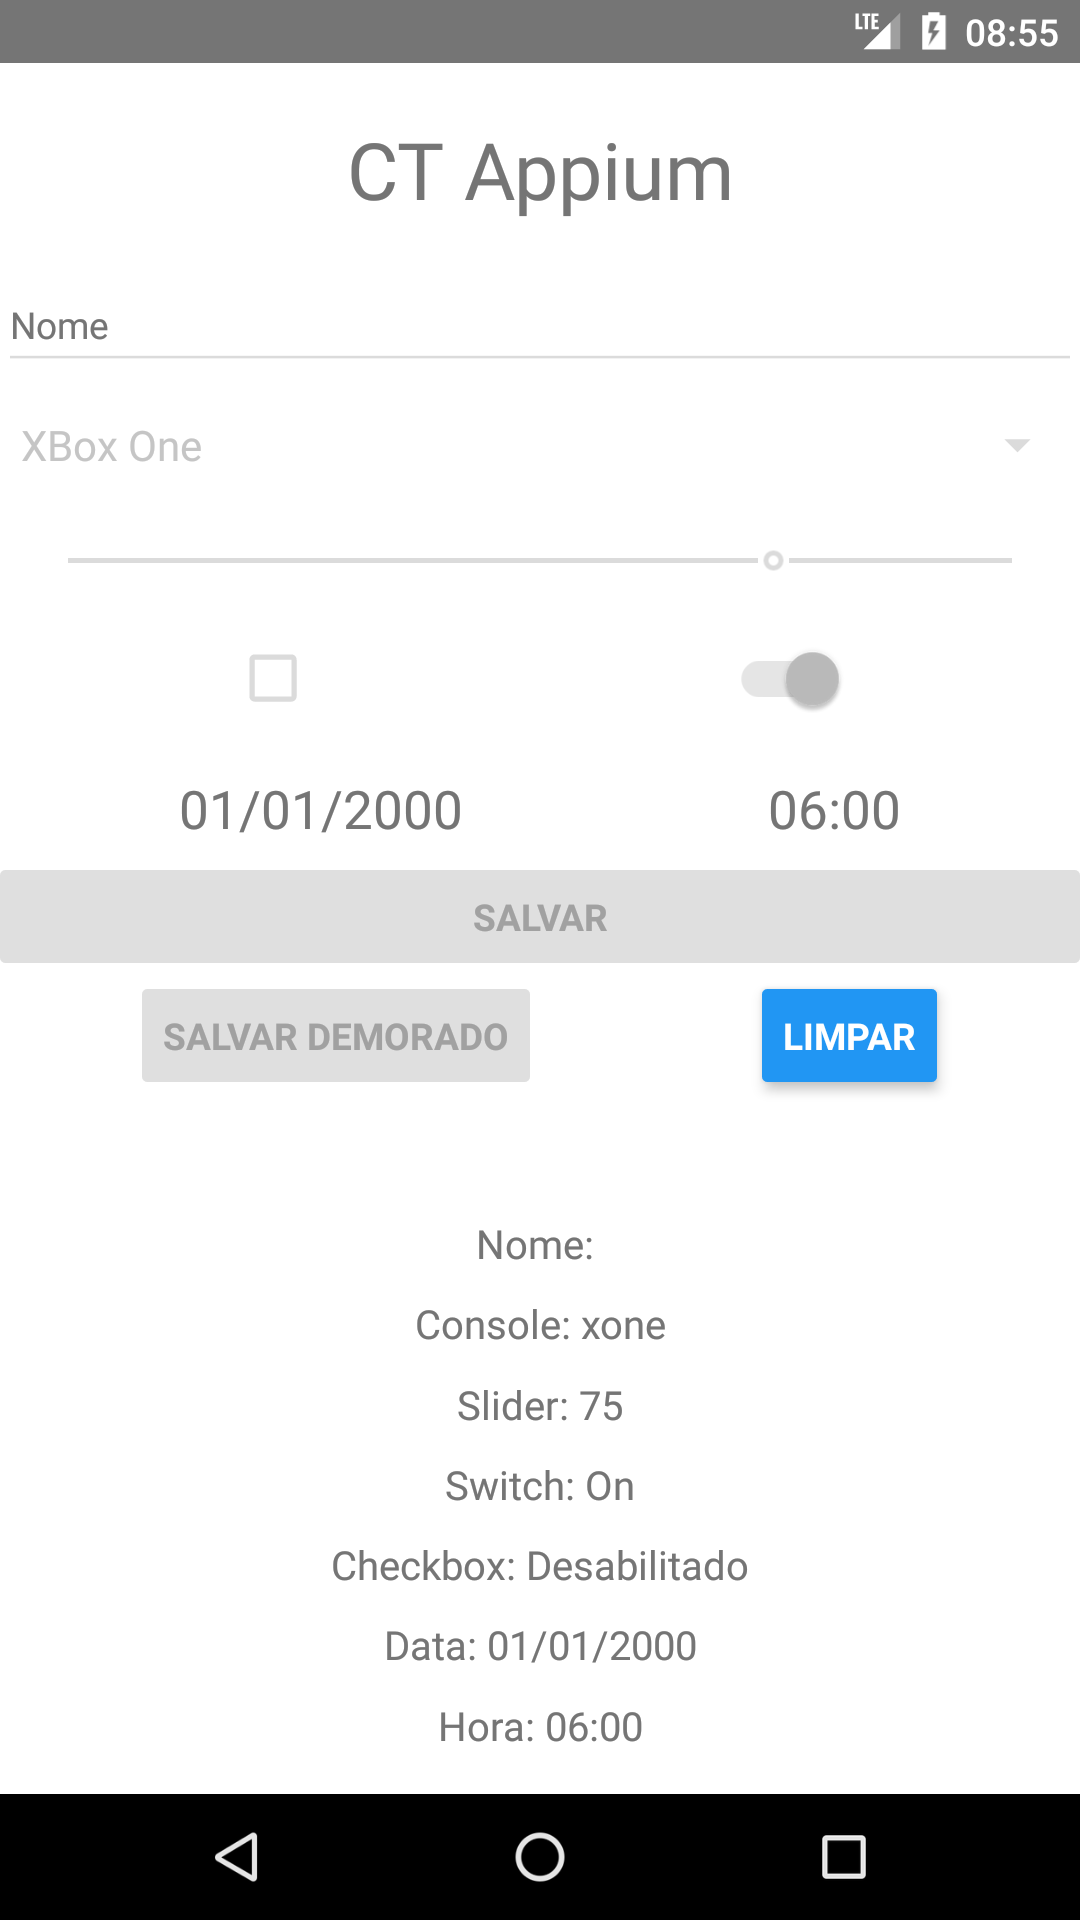 LTE 08:55
CT Appium
Nome
XBox One
01/01/2000 06:00
SALVAR
SALVAR DEMORADO LIMPAR
Nome:
Console: xone
Slider: 75
Switch: On
Checkbox: Desabilitado
Data: 01/01/2000
Hora: 06:00